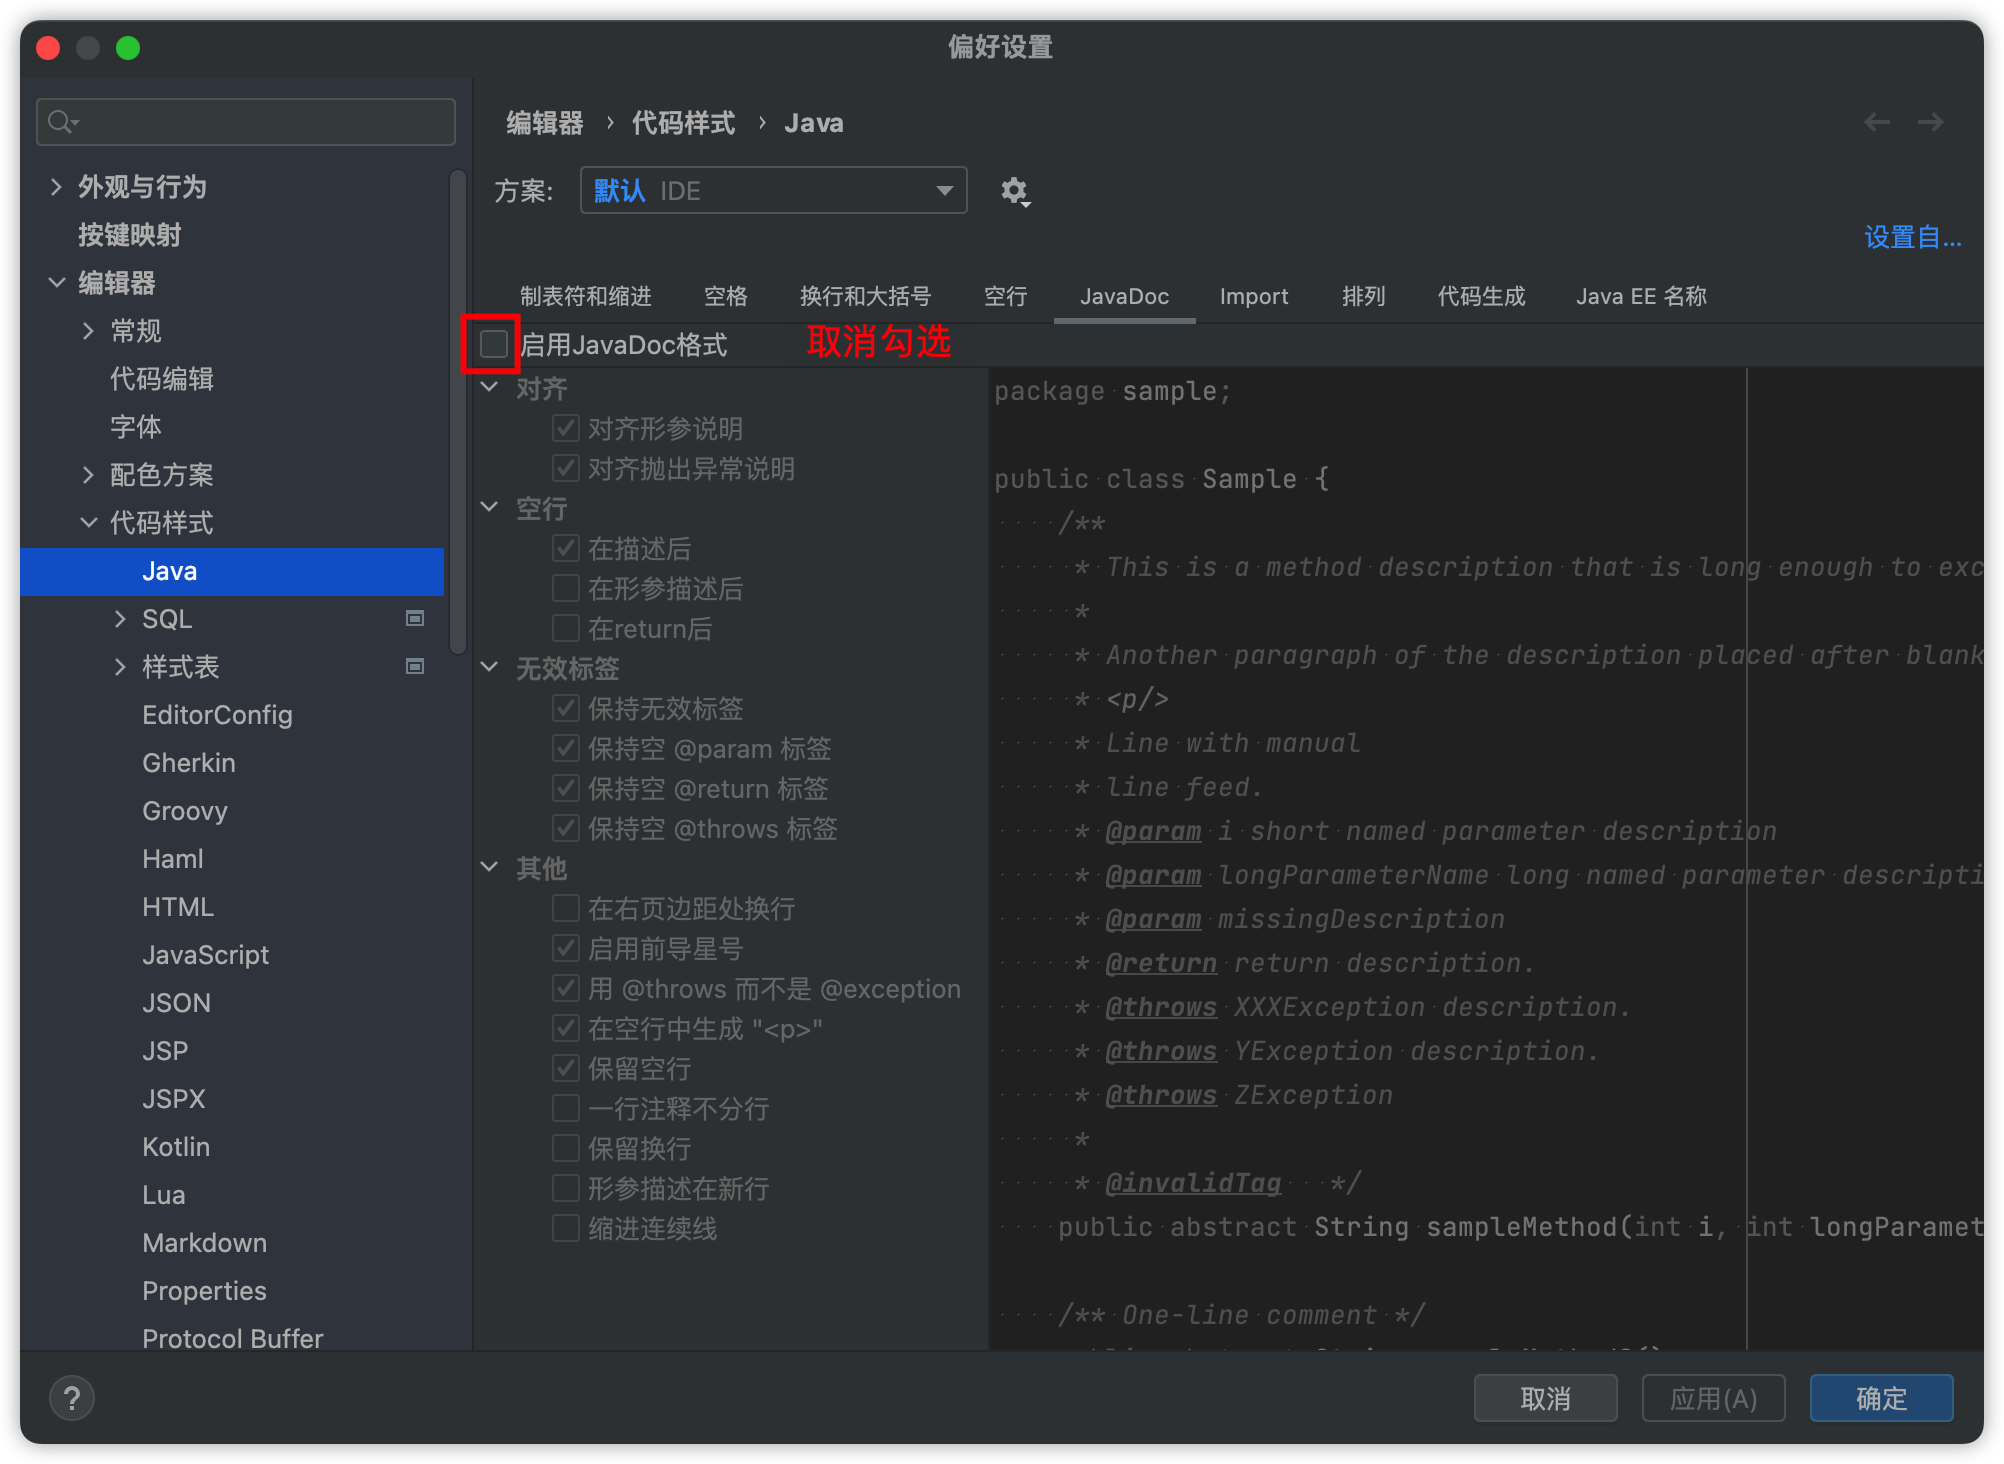 偏好设置
外观与行为
按键映射
编辑器
常规
代码编辑
字体
配色方案
代码样式
Java
SQL
样式表
EditorConfig
Gherkin
Groovy
Haml
HTML
JavaScript
JSON
JSP
JSPX
Kotlin
Lua
Markdown
Properties
Protocol Buffer
编辑器 › 代码样式 › Java
方案: 默认 IDE
设置自...
制表符和缩进 空格 换行和大括号 空行 JavaDoc Import 排列 代码生成 Java EE 名称
启用JavaDoc格式 取消勾选
对齐
对齐形参说明
对齐抛出异常说明
空行
在描述后
在形参描述后
在return后
无效标签
保持无效标签
保持空 @param 标签
保持空 @return 标签
保持空 @throws 标签
其他
在右页边距处换行
启用前导星号
用 @throws 而不是 @exception
在空行中生成 "<p>"
保留空行
一行注释不分行
保留换行
形参描述在新行
缩进连续线
package sample;
public class Sample {
/**
* This is a method description that is long enough to exc
*
* Another paragraph of the description placed after blank
* <p/>
* Line with manual
* line feed.
* @param i short named parameter description
* @param longParameterName long named parameter descripti
* @param missingDescription
* @return return description.
* @throws XXXException description.
* @throws YException description.
* @throws ZException
*
* @invalidTag */
public abstract String sampleMethod(int i, int longParamet
/** One-line comment */
?
取消 应用(A) 确定